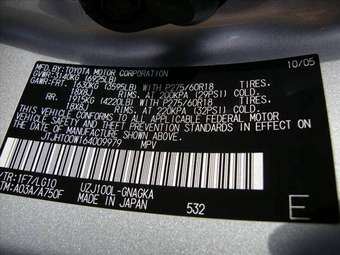 MFD.BY: TOYOTA MOTOR CORPORATION 10/05
GVWR: 3140KG (6925LB)
GAWR:FRT. 1630KG (3595LB) WITH P275/60R18 TIRES.
18X8J RIMS. AT 200KPA (29PSI) COLD.
RR. 1915KG (4220LB) WITH P275/60R18 TIRES.
18X8J RIMS. AT 220KPA (32PSI) COLD.
THIS VEHICLE CONFORMS TO ALL APPLICABLE FEDERAL MOTOR
VEHICLE SAFETY AND THEFT PREVENTION STANDARDS IN EFFECT ON
THE DATE OF MANUFACTURE SHOWN ABOVE.
JTJHT00W164009979 MPV
TR:1F7/LG10 UZJ100L-GNAGKA
TM:A03A/A750F MADE IN JAPAN 532 E